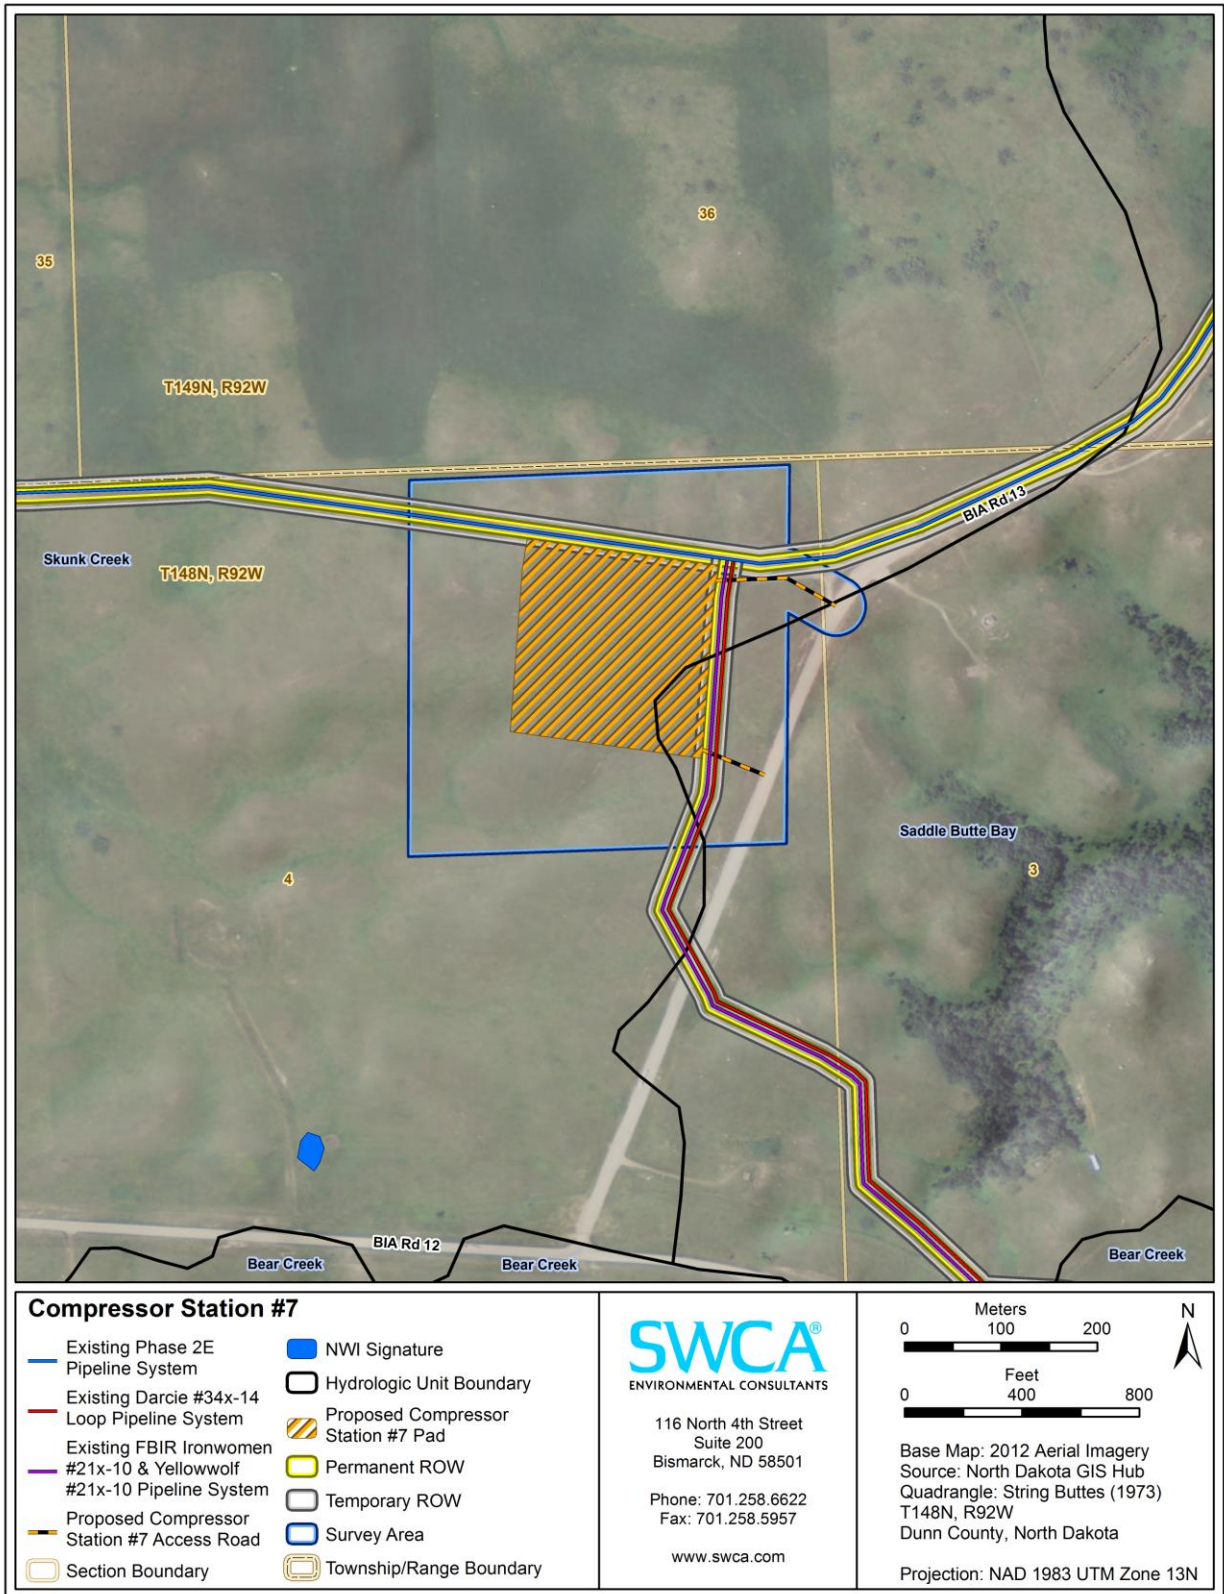 36
35
T149N, R92W
BIA Rd 13
Skunk Creek
T148N, R92W
Saddle Butte Bay
3
4
BIA Rd 12
Bear Creek
Bear Creek
Bear Creek
Compressor Station #7
Existing Phase 2E
Pipeline System
Existing Darcie #34x-14
Loop Pipeline System
Existing FBIR Ironwomen
#21x-10 & Yellowwolf
#21x-10 Pipeline System
Proposed Compressor
Station #7 Access Road
Section Boundary
NWI Signature
Hydrologic Unit Boundary
Proposed Compressor
Station #7 Pad
Permanent ROW
Temporary ROW
Survey Area
Township/Range Boundary
SWCA®
ENVIRONMENTAL CONSULTANTS
116 North 4th Street
Suite 200
Bismarck, ND 58501
Phone: 701.258.6622
Fax: 701.258.5957
www.swca.com
Meters
0 100 200
Feet
0 400 800
N
Base Map: 2012 Aerial Imagery
Source: North Dakota GIS Hub
Quadrangle: String Buttes (1973)
T148N, R92W
Dunn County, North Dakota
Projection: NAD 1983 UTM Zone 13N